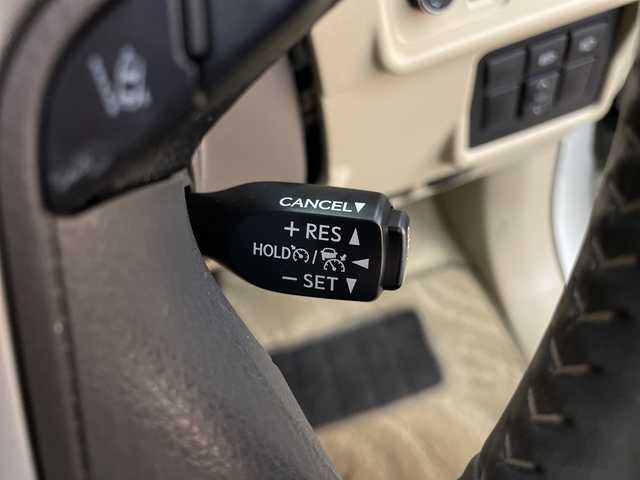 CANCEL▼
+ RES ▲
HOLD / ◀
− SET ▼